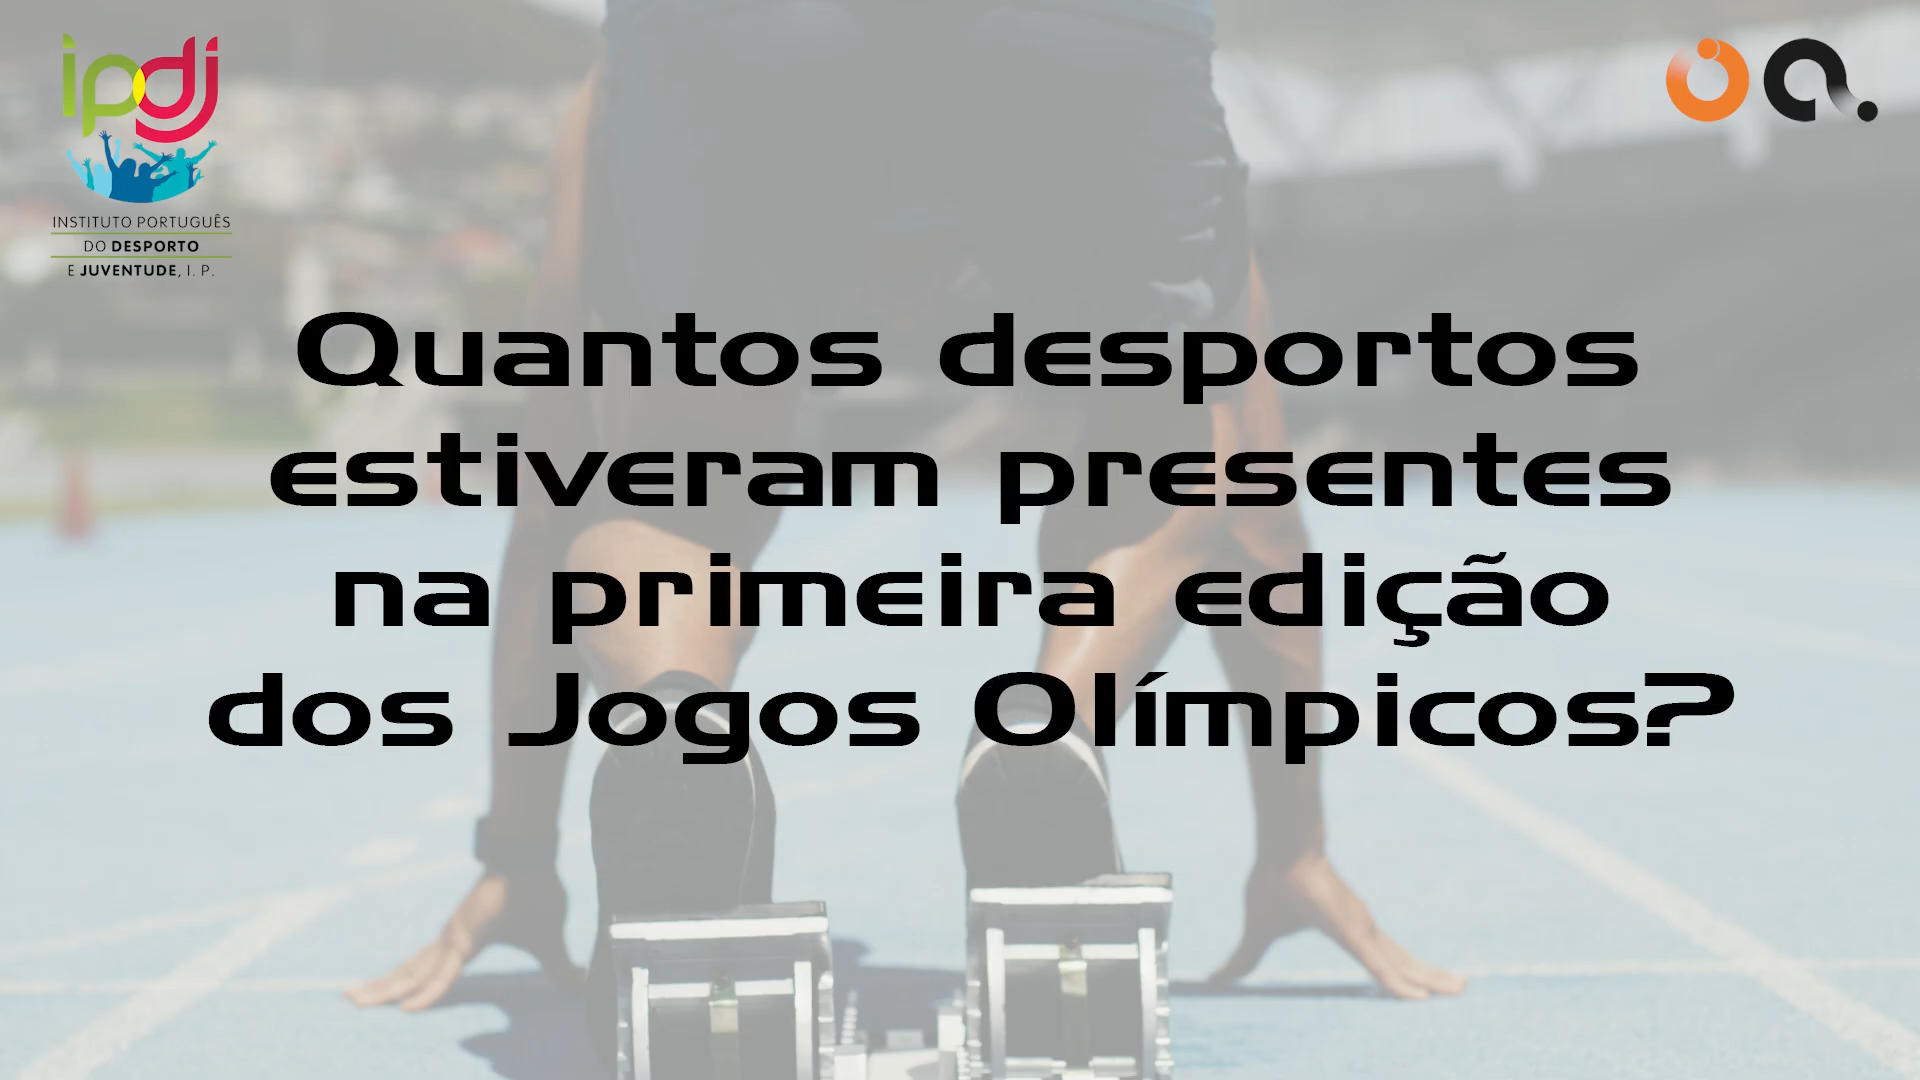 ipdj
INSTITUTO PORTUGUÊS
DO DESPORTO
E JUVENTUDE, I. P.
Quantos desportos
estiveram presentes
na primeira edição
dos Jogos Olímpicos?